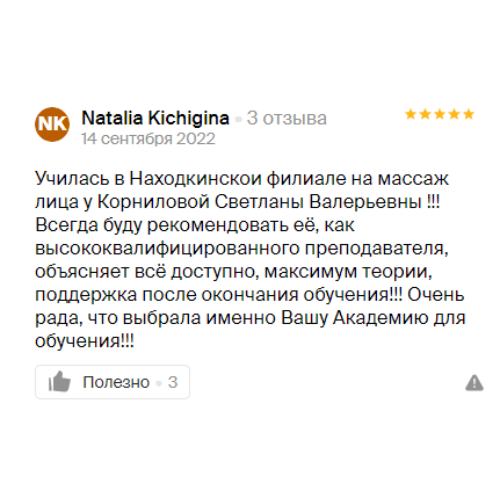 NK Natalia Kichigina • 3 отзыва
14 сентября 2022
Училась в Находкинскои филиале на массаж
лица у Корниловой Светланы Валерьевны !!!
Всегда буду рекомендовать её, как
высококвалифицированного преподавателя,
объясняет всё доступно, максимум теории,
поддержка после окончания обучения!!! Очень
рада, что выбрала именно Вашу Академию для
обучения!!!
Полезно • 3